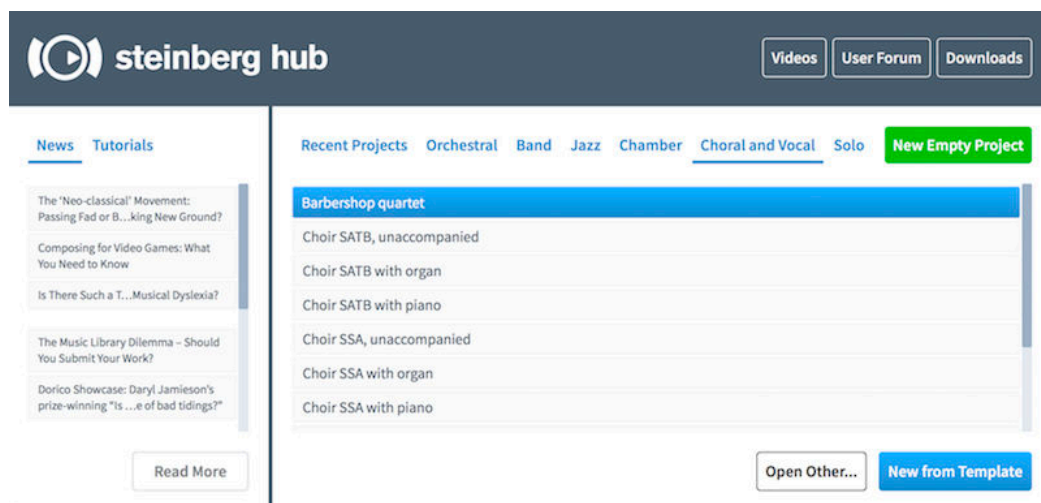 steinberg hub
Videos
User Forum
Downloads
News
Tutorials
The 'Neo-classical' Movement:
Passing Fad or B...king New Ground?
Composing for Video Games: What
You Need to Know
Is There Such a T...Musical Dyslexia?
The Music Library Dilemma – Should
You Submit Your Work?
Dorico Showcase: Daryl Jamieson's
prize-winning "Is ...e of bad tidings?"
Read More
Recent Projects
Orchestral
Band
Jazz
Chamber
Choral and Vocal
Solo
New Empty Project
Barbershop quartet
Choir SATB, unaccompanied
Choir SATB with organ
Choir SATB with piano
Choir SSA, unaccompanied
Choir SSA with organ
Choir SSA with piano
Open Other...
New from Template